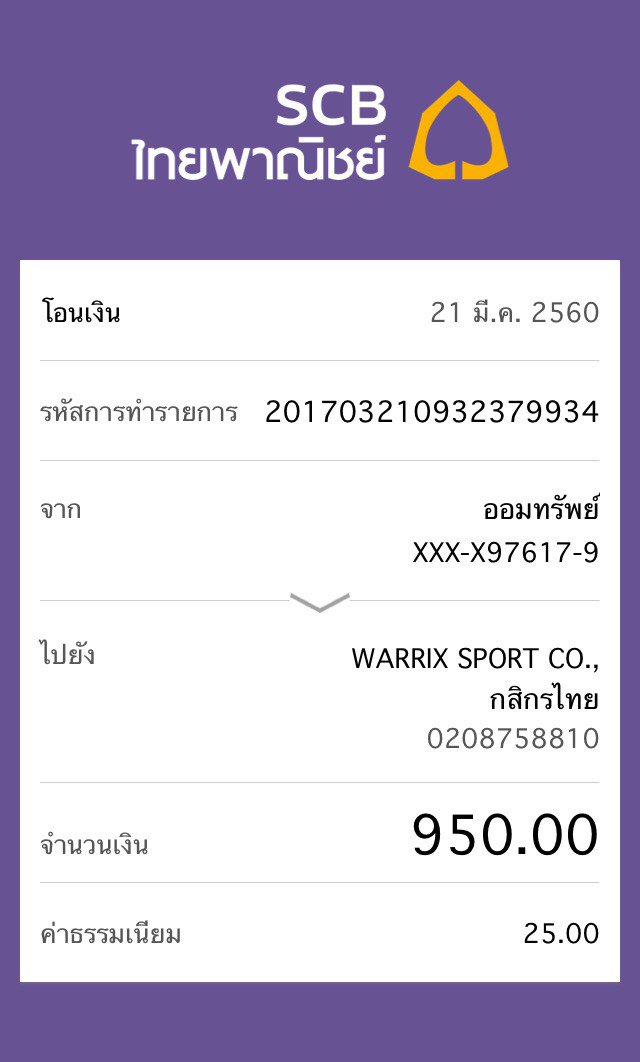 SCB
ไทยพาณิชย์
โอนเงิน 21 มี.ค. 2560
รหัสการทำรายการ 201703210932379934
จาก ออมทรัพย์
XXX-X97617-9
ไปยัง WARRIX SPORT CO.,
กสิกรไทย
0208758810
จำนวนเงิน 950.00
ค่าธรรมเนียม 25.00